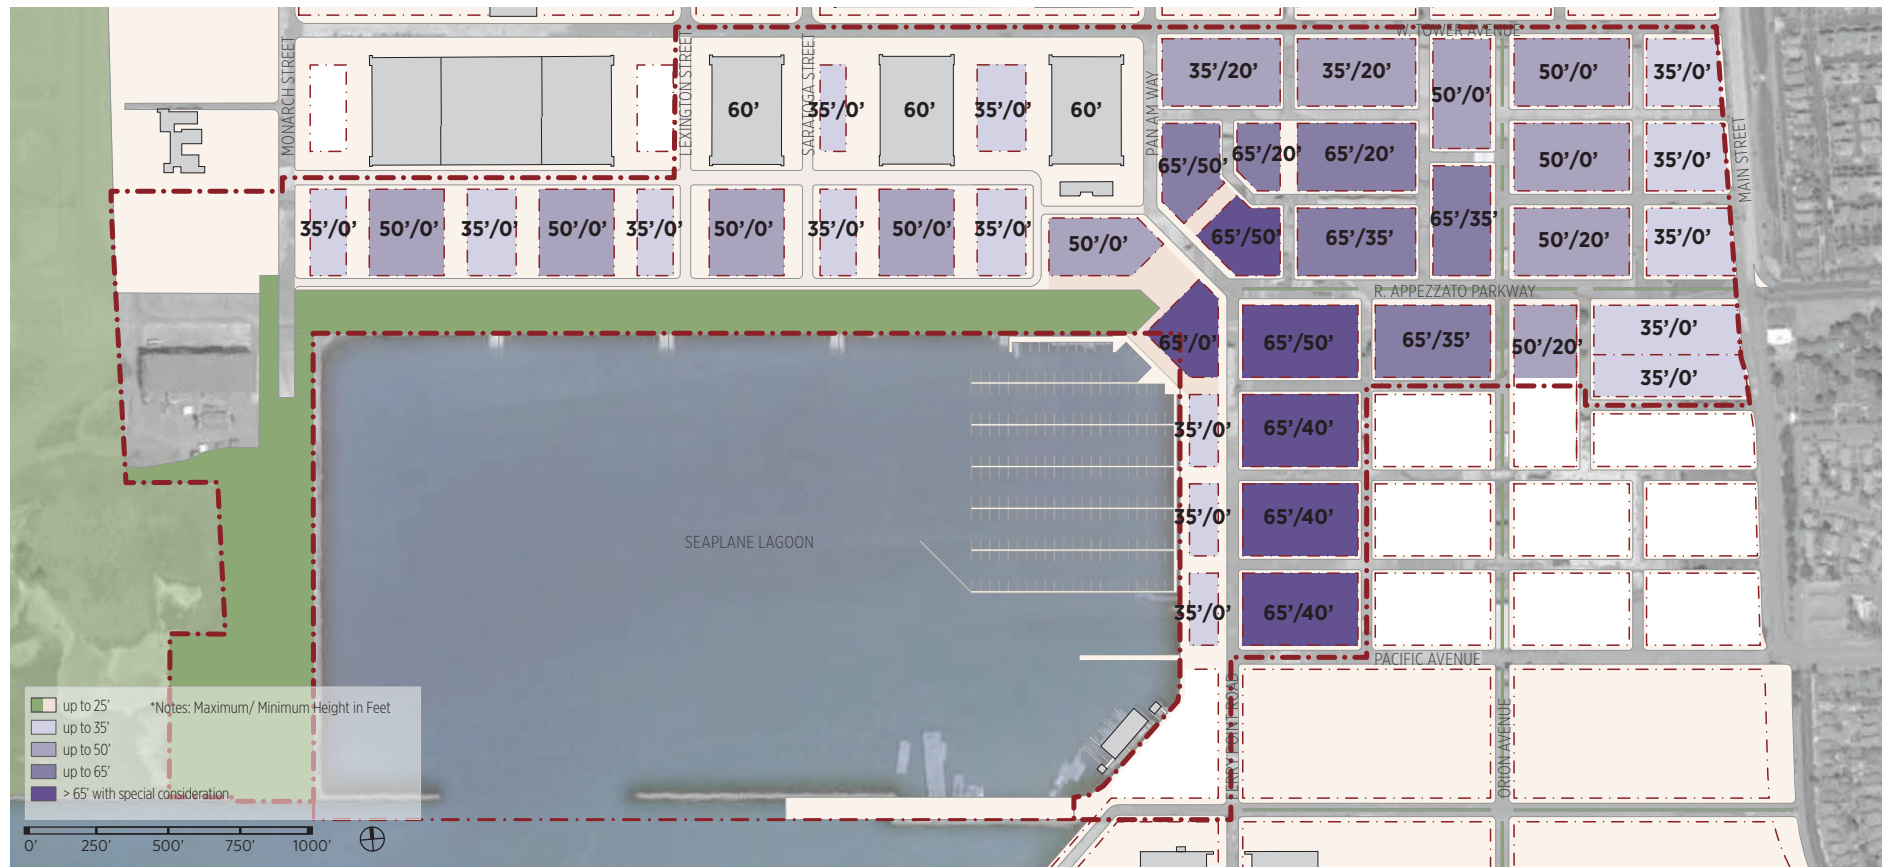 W. TOWER AVENUE
MONARCH STREET
LEXINGTON STREET
SARATOGA STREET
PAN AM WAY
MAIN STREET
35’/20’
35’/20’
50’/0’
50’/0’
35’/0’
60’
35’/0’
60’
35’/0’
60’
65’/50’
65’/20’
65’/20’
50’/0’
35’/0’
35’/0’
50’/0’
35’/0’
50’/0’
35’/0’
50’/0’
35’/0’
50’/0’
35’/0’
50’/0’
65’/50’
65’/35’
65’/35’
50’/20’
35’/0’
R. APPEZZATO PARKWAY
65’/0’
65’/50’
65’/35’
50’/20’
35’/0’
35’/0’
35’/0’
65’/40’
35’/0’
65’/40’
SEAPLANE LAGOON
35’/0’
65’/40’
PACIFIC AVENUE
FERRY POINT ROAD
ORION AVENUE
up to 25’
*Notes: Maximum/ Minimum Height in Feet
up to 35’
up to 50’
up to 65’
> 65’ with special consideration
0’ 250’ 500’ 750’ 1000’